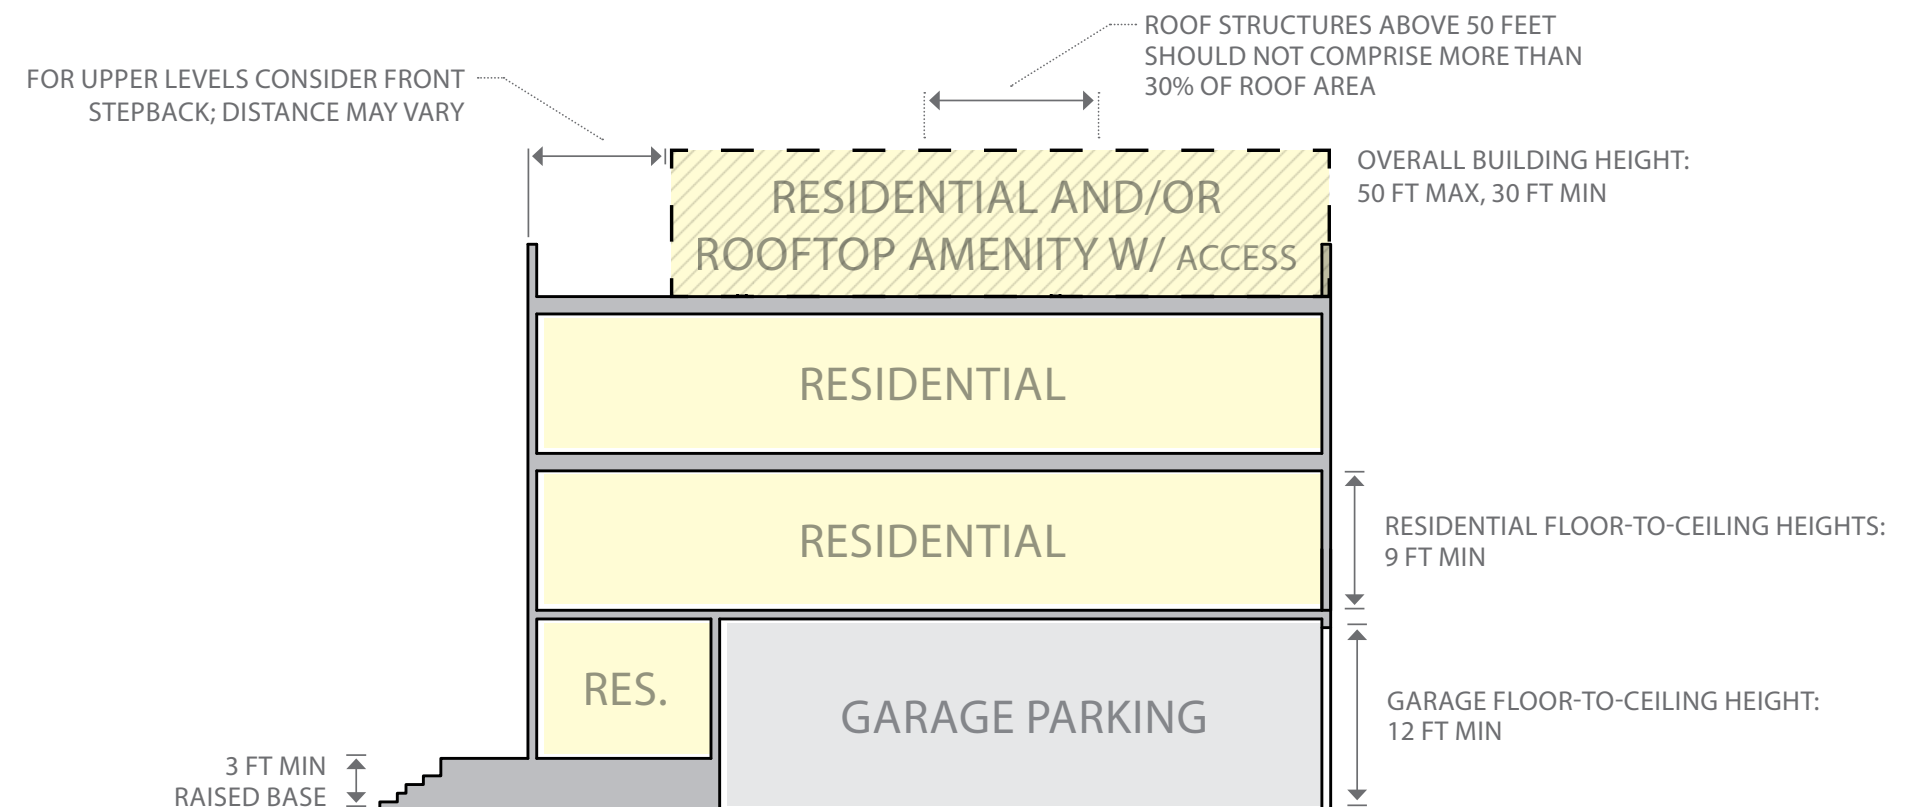 ROOF STRUCTURES ABOVE 50 FEET
SHOULD NOT COMPRISE MORE THAN
30% OF ROOF AREA
FOR UPPER LEVELS CONSIDER FRONT
STEPBACK; DISTANCE MAY VARY
OVERALL BUILDING HEIGHT:
50 FT MAX, 30 FT MIN
RESIDENTIAL AND/OR
ROOFTOP AMENITY W/ ACCESS
RESIDENTIAL
RESIDENTIAL
RESIDENTIAL FLOOR-TO-CEILING HEIGHTS:
9 FT MIN
RES.
GARAGE PARKING
GARAGE FLOOR-TO-CEILING HEIGHT:
12 FT MIN
3 FT MIN
RAISED BASE